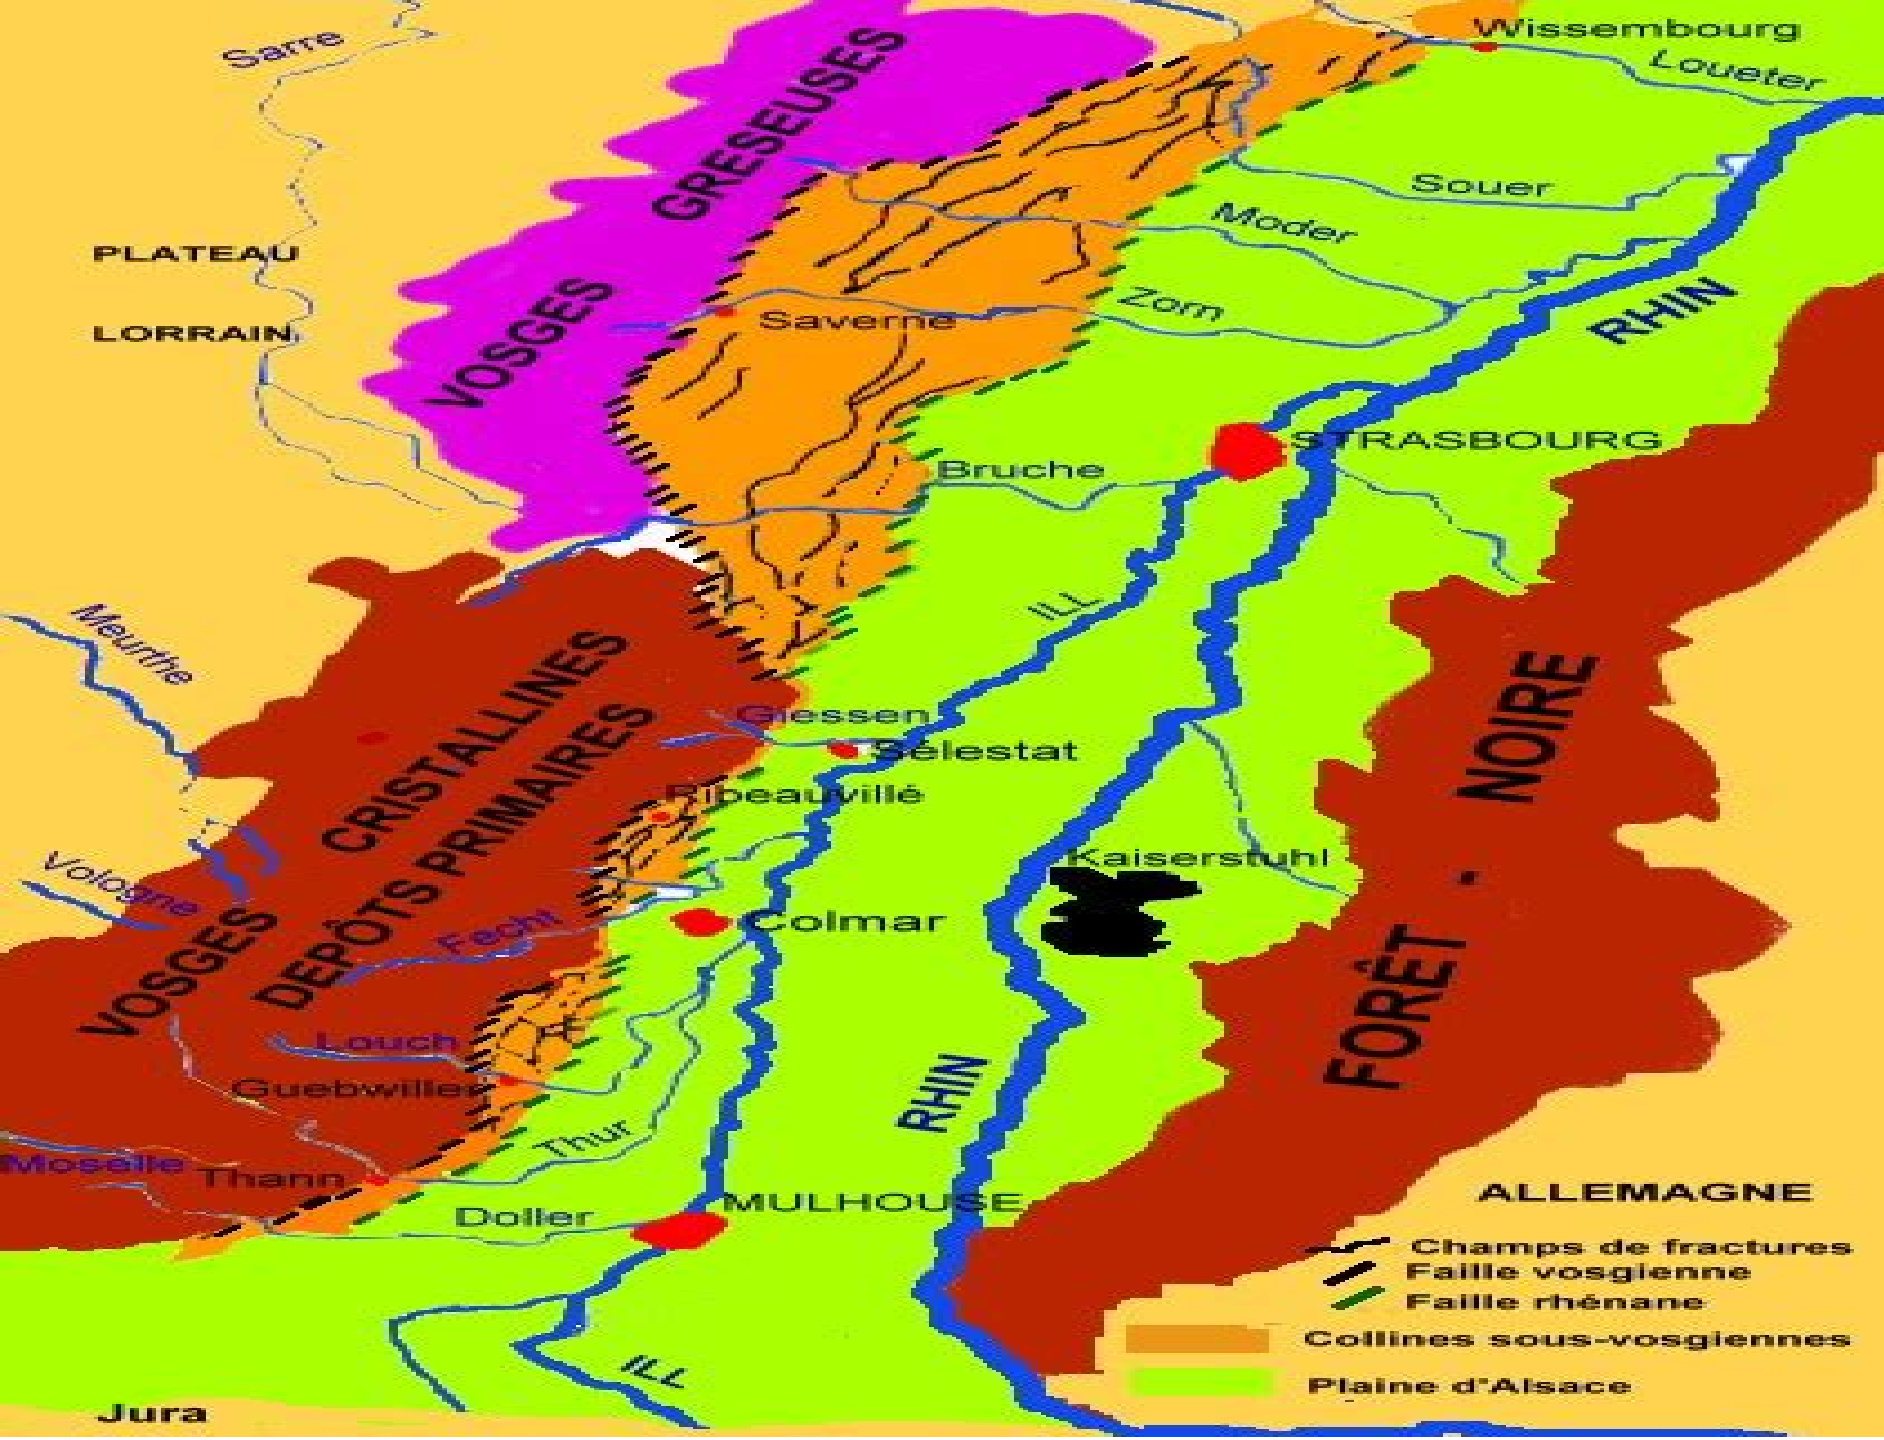 Wissembourg
Sarre
Loueter
VOSGES GRESEUSES
Souer
Moder
PLATEAU
LORRAIN
Zorn
RHIN
Saverne
STRASBOURG
Bruche
ILL
Meurthe
Giessen
Sélestat
Ribeauvillé
VOSGES CRISTALLINES
DEPÔTS PRIMAIRES
Kaiserstuhl
Vologne
Fecht
Colmar
FORÊT - NOIRE
Louch
Guebwiller
RHIN
Thur
Moselle
Thann
MULHOUSE
Doller
ALLEMAGNE
Champs de fractures
Faille vosgienne
Faille rhénane
Collines sous-vosgiennes
ILL
Plaine d'Alsace
Jura